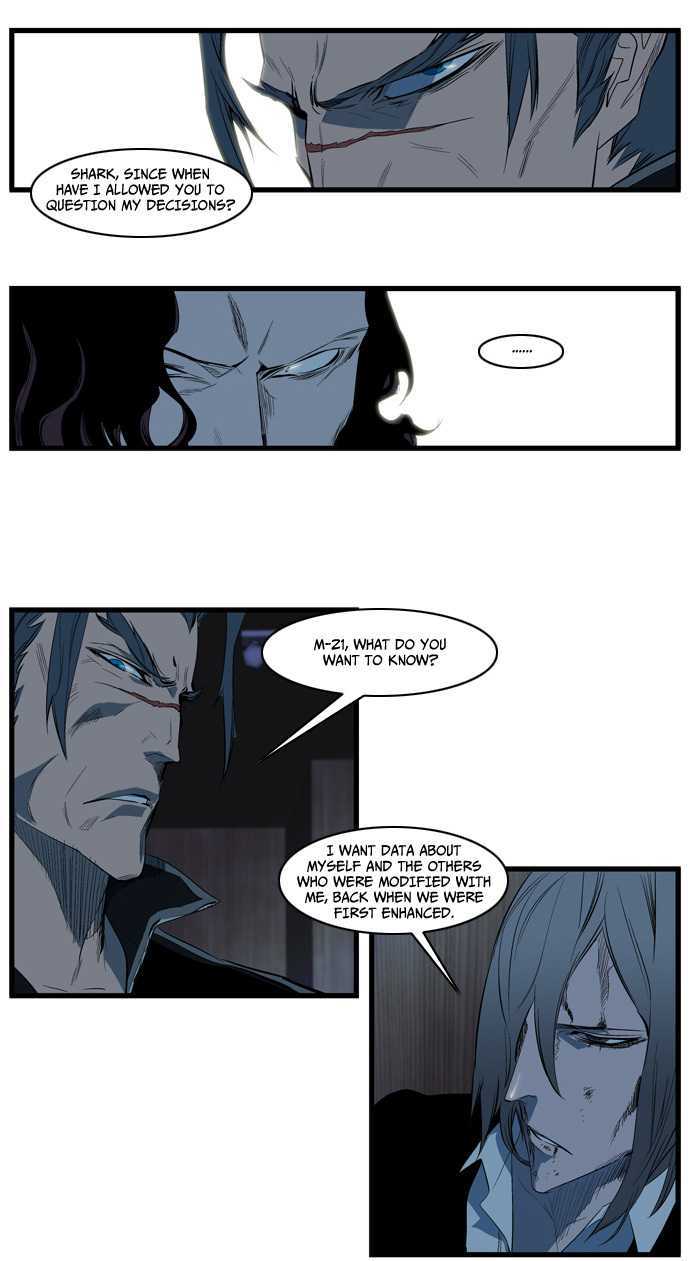 SHARK, SINCE WHEN
HAVE I ALLOWED YOU TO
QUESTION MY DECISIONS?
......
M-21, WHAT DO YOU
WANT TO KNOW?
I WANT DATA ABOUT
MYSELF AND THE OTHERS
WHO WERE MODIFIED WITH
ME, BACK WHEN WE WERE
FIRST ENHANCED.